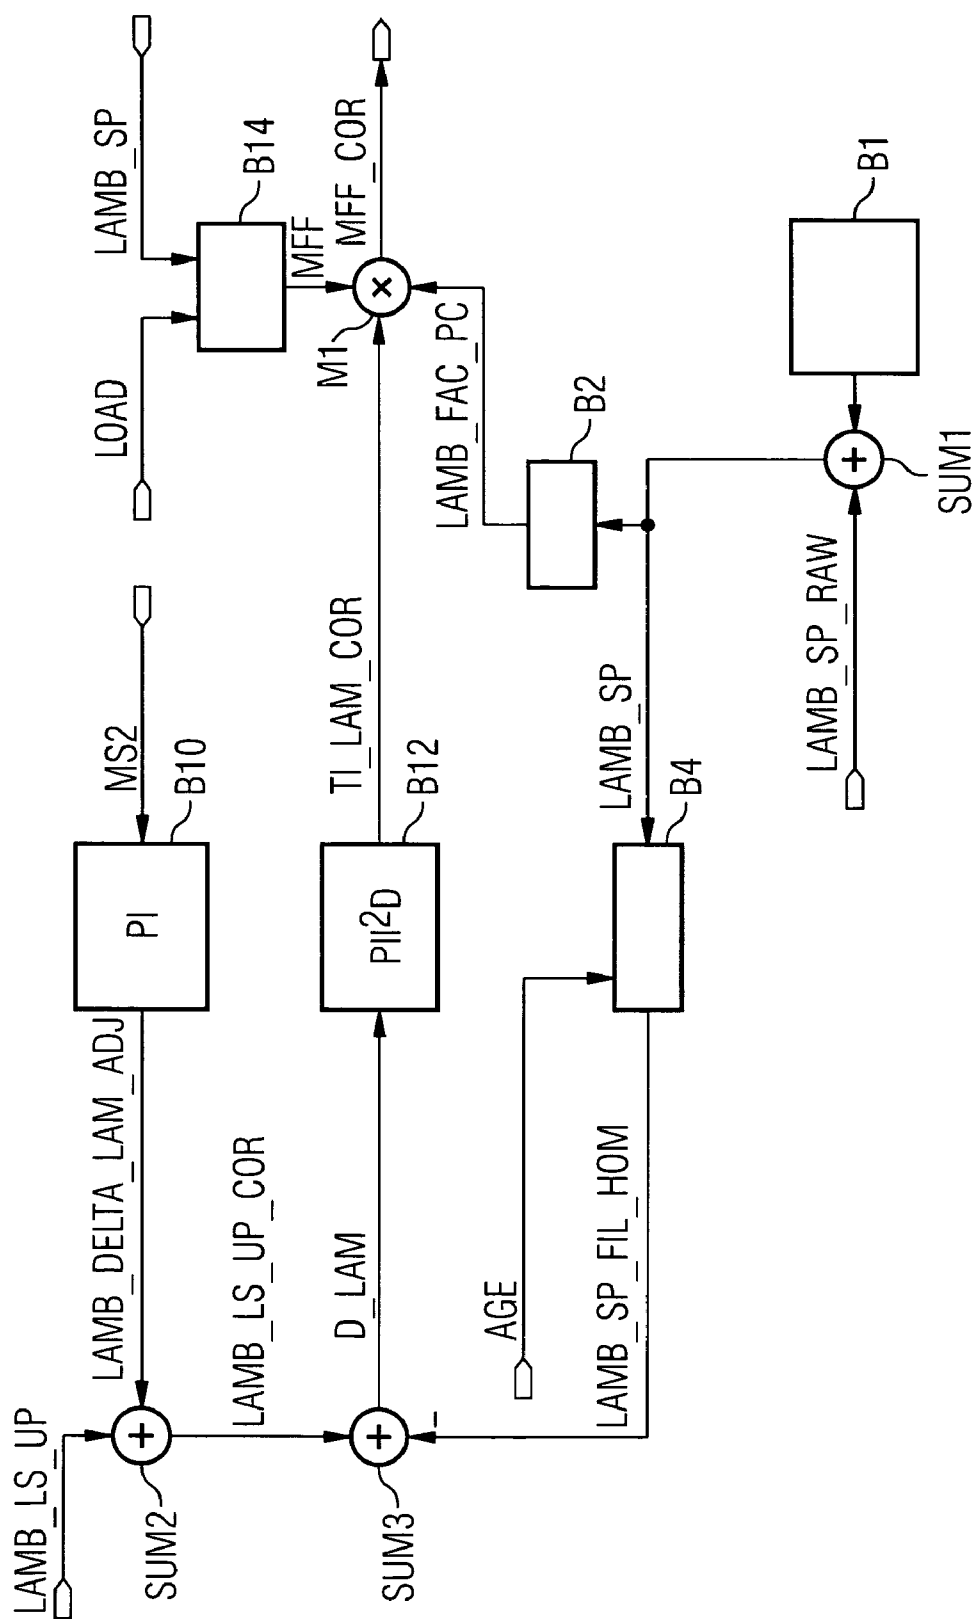 LAMB_LS_UP
SUM2
LAMB_DELTA_LAM_ADJ
PI
B10
MS2
LOAD
LAMB_SP
B14
MFF
LAMB_LS_UP_COR
SUM3
+
+
-
D_LAM
PII²D
B12
TI_LAM_COR
M1
×
MFF_COR
AGE
LAMB_SP_FIL_HOM
B4
LAMB_SP
B2
LAMB_FAC_PC
LAMB_SP_RAW
+
SUM1
B1